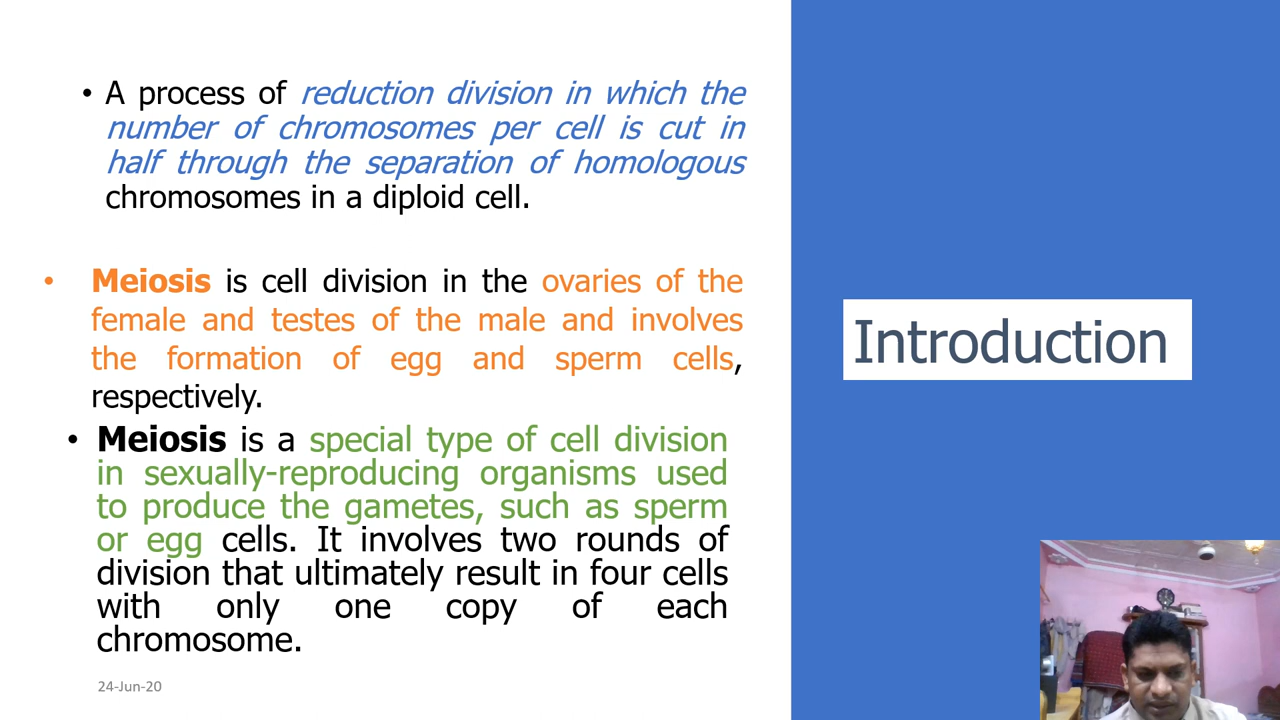 • A process of reduction division in which the
number of chromosomes per cell is cut in
half through the separation of homologous
chromosomes in a diploid cell.
• Meiosis is cell division in the ovaries of the
female and testes of the male and involves
the formation of egg and sperm cells,
respectively.
• Meiosis is a special type of cell division
in sexually-reproducing organisms used
to produce the gametes, such as sperm
or egg cells. It involves two rounds of
division that ultimately result in four cells
with only one copy of each
chromosome.
24-Jun-20
Introduction